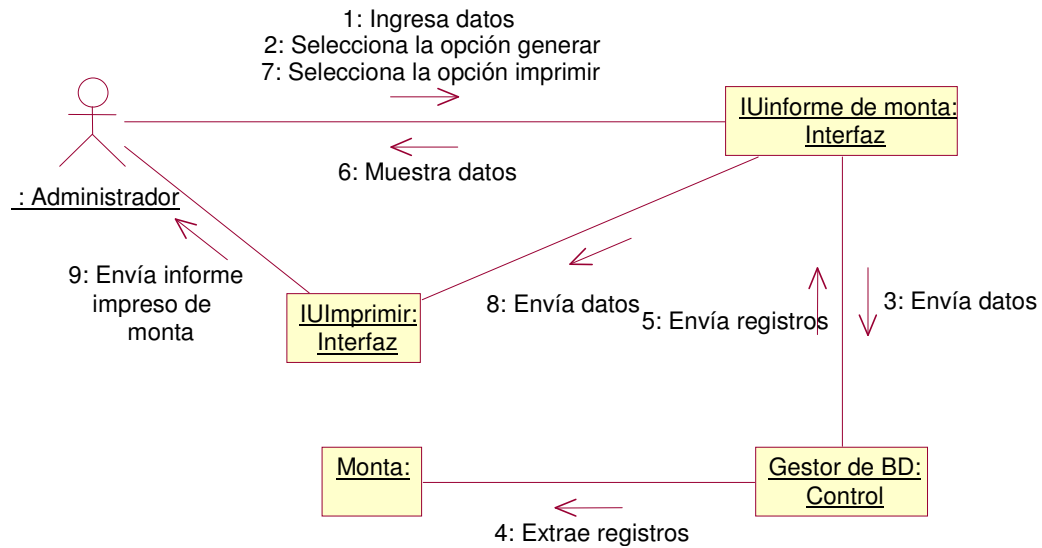 1: Ingresa datos
2: Selecciona la opción generar
7: Selecciona la opción imprimir
IUinforme de monta:
Interfaz
6: Muestra datos
: Administrador
9: Envía informe
impreso de
monta
IUImprimir:
Interfaz
8: Envía datos
5: Envía registros
3: Envía datos
Monta:
Gestor de BD:
Control
4: Extrae registros